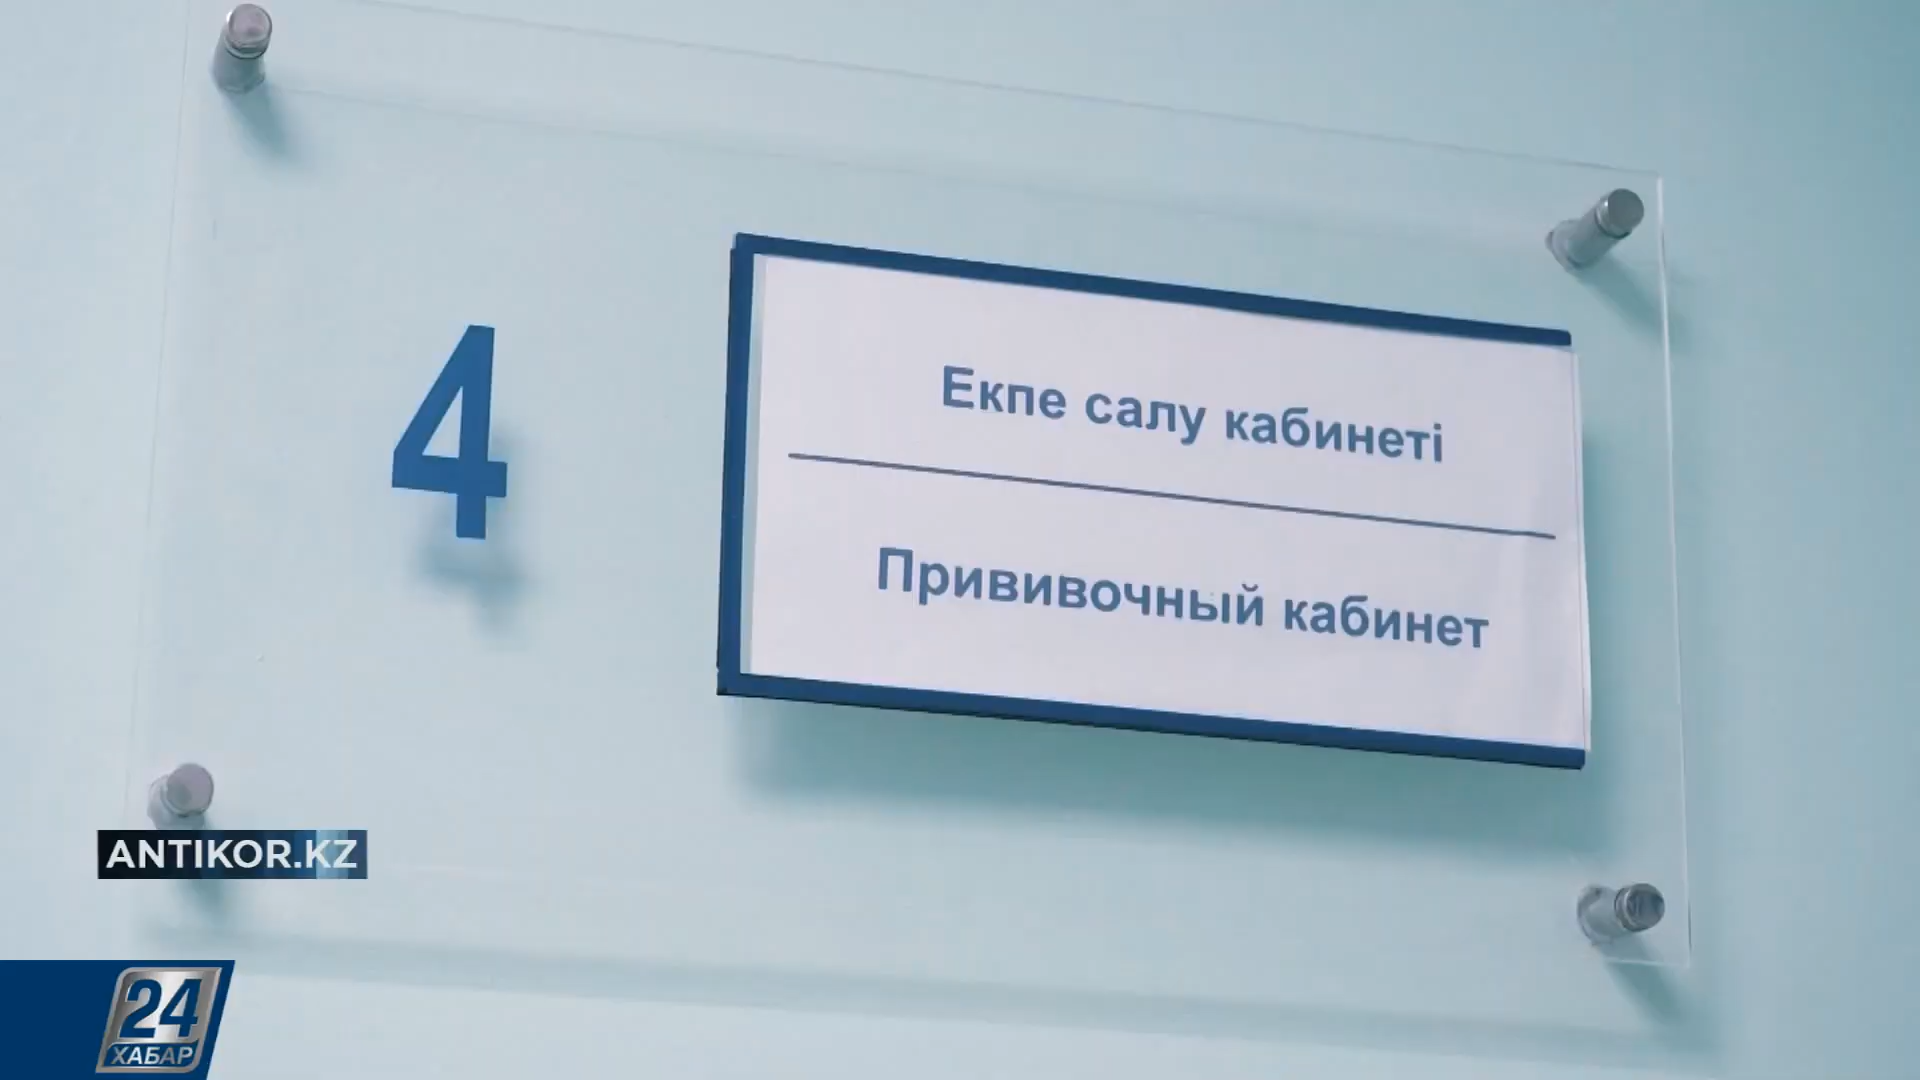 4
Екпе салу кабинеті
Прививочный кабинет
ANTIKOR.KZ
24
ХАБАР